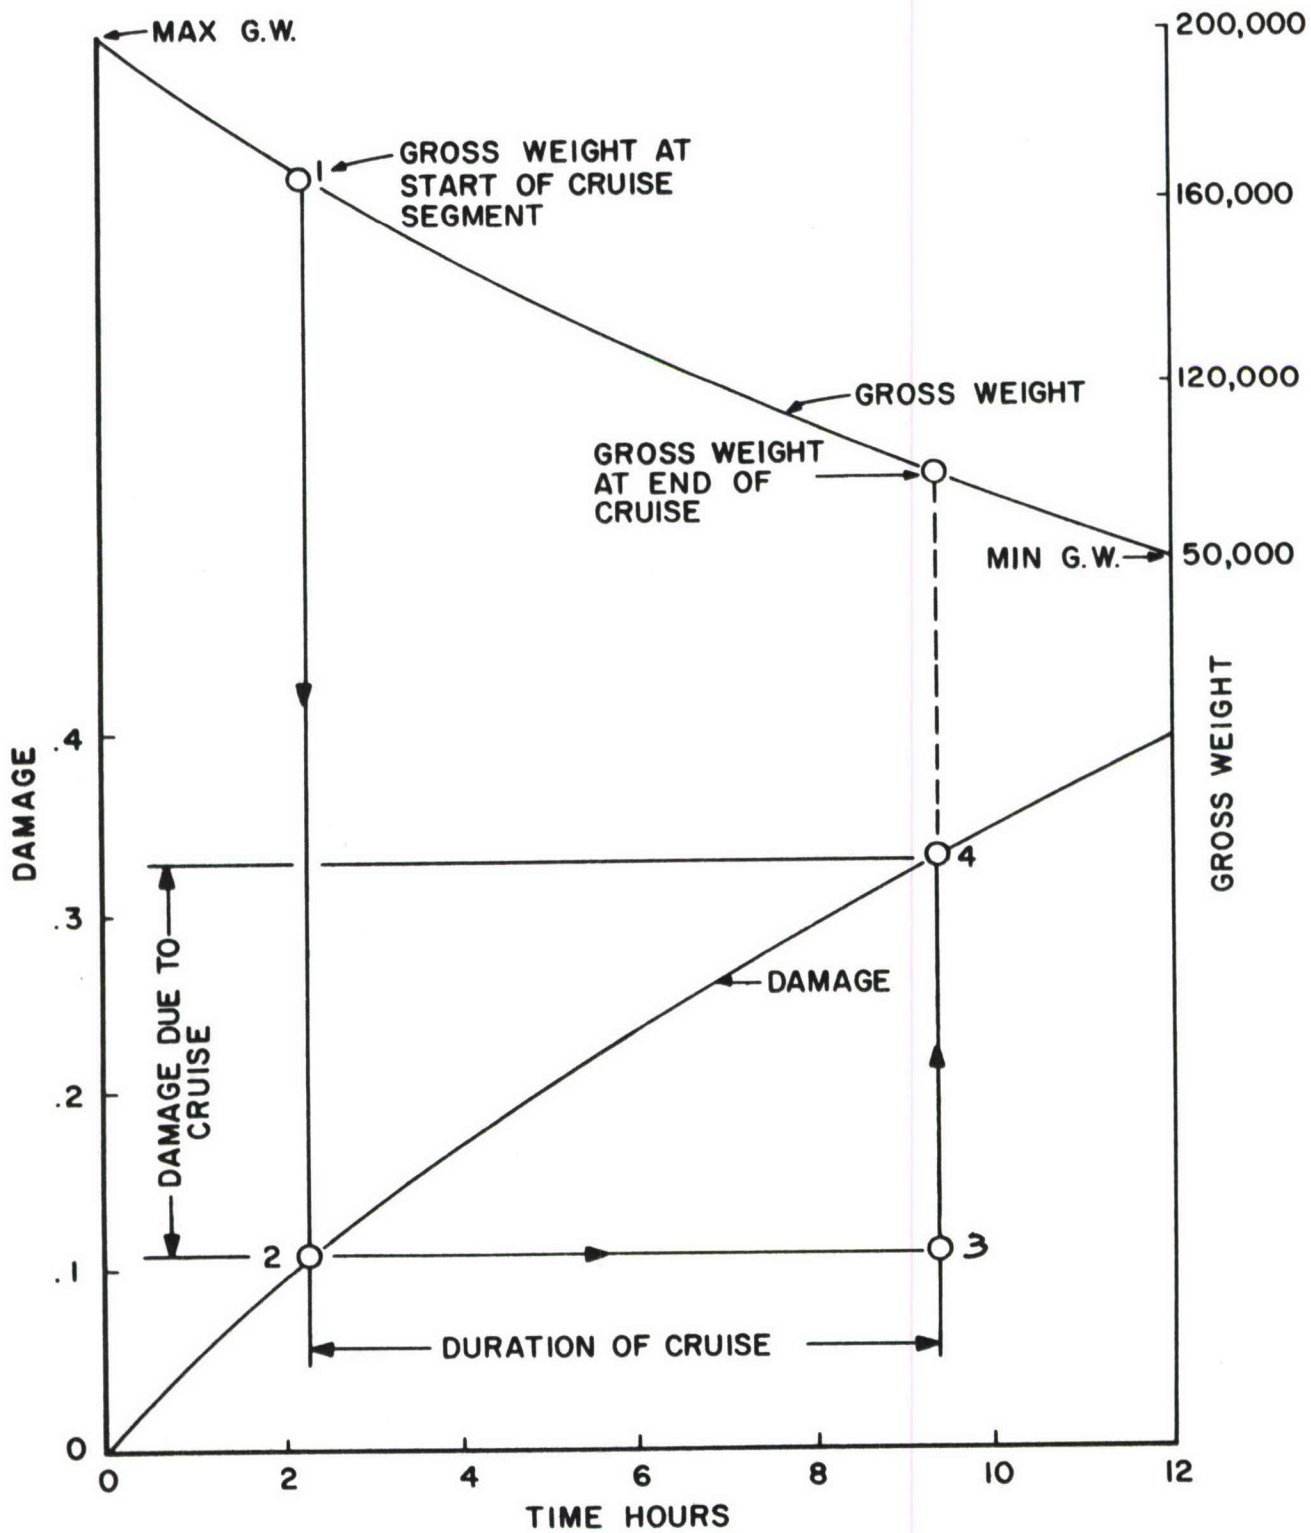 MAX G.W.
200,000
1
GROSS WEIGHT AT
START OF CRUISE
SEGMENT
160,000
120,000
GROSS WEIGHT
GROSS WEIGHT
AT END OF
CRUISE
MIN G.W.
50,000
GROSS WEIGHT
DAMAGE
.4
.3
.2
.1
0
4
DAMAGE
DAMAGE DUE TO
CRUISE
2
3
DURATION OF CRUISE
0 2 4 6 8 10 12
TIME HOURS